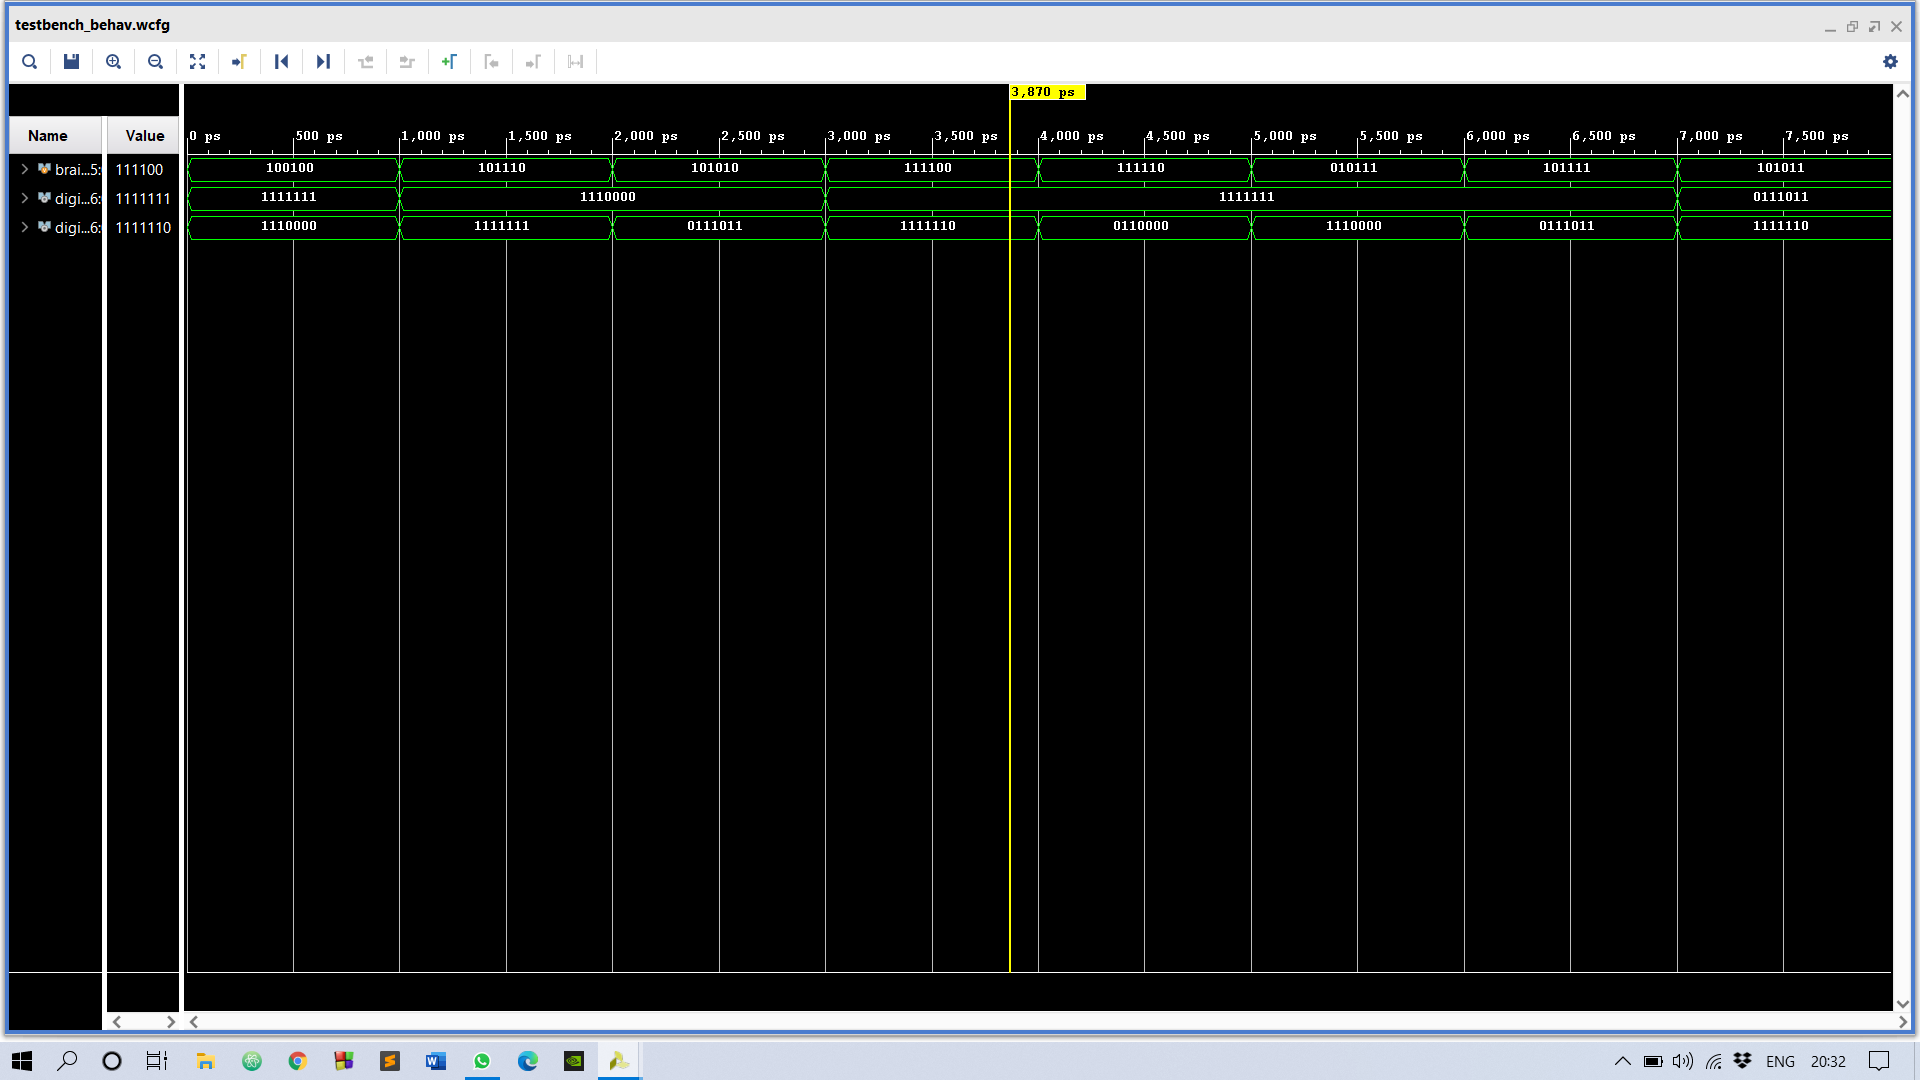 testbench_behav.wcfg
3,870 ps
Name Value 0 ps 500 ps 1,000 ps 1,500 ps 2,000 ps 2,500 ps 3,000 ps 3,500 ps 4,000 ps 4,500 ps 5,000 ps 5,500 ps 6,000 ps 6,500 ps 7,000 ps 7,500 ps
brai...5: 111100 100100 101110 101010 111100 111110 010111 101111 101011
digi...6: 1111111 1111111 1110000 1111111 0111011
digi...6: 1111110 1110000 1111111 0111011 1111110 0110000 1110000 0111011 1111110
ENG 20:32